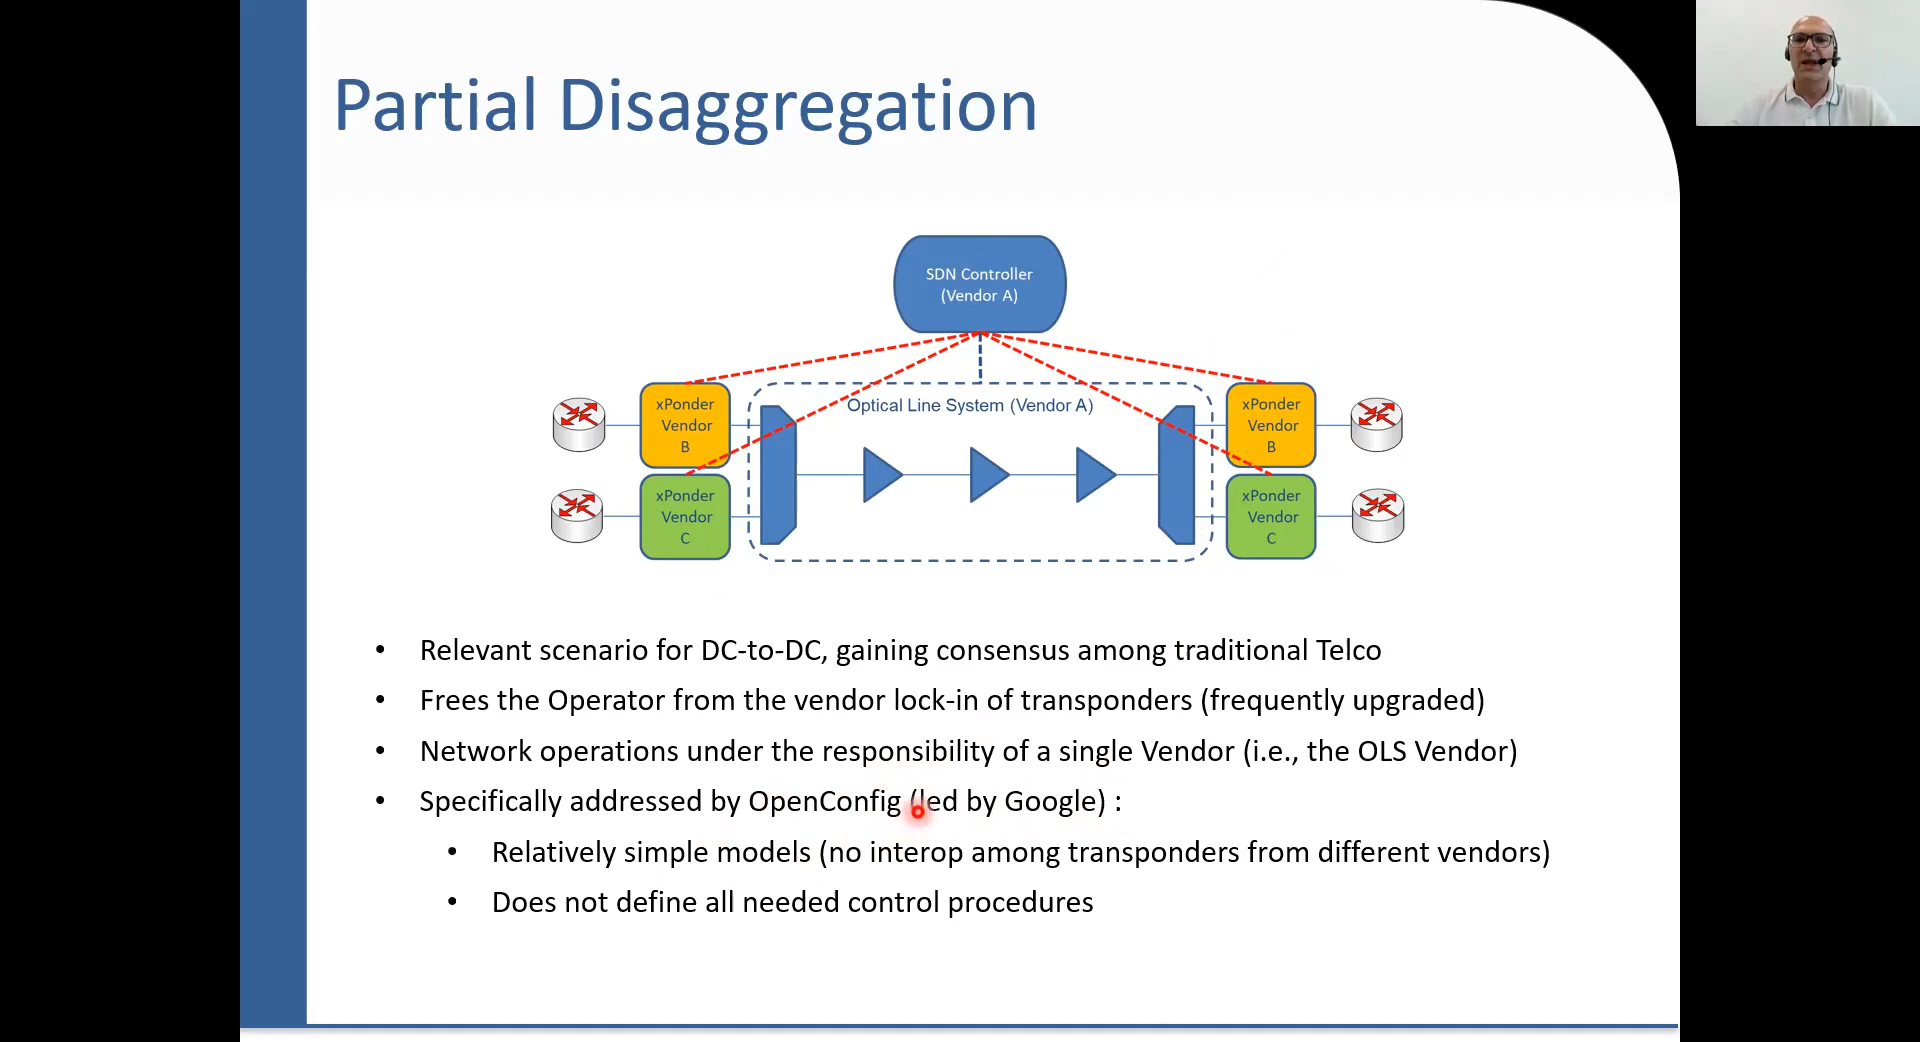 Partial Disaggregation
SDN Controller
(Vendor A)
Optical Line System (Vendor A)
xPonder
Vendor
B
xPonder
Vendor
C
xPonder
Vendor
B
xPonder
Vendor
C
• Relevant scenario for DC-to-DC, gaining consensus among traditional Telco
• Frees the Operator from the vendor lock-in of transponders (frequently upgraded)
• Network operations under the responsibility of a single Vendor (i.e., the OLS Vendor)
• Specifically addressed by OpenConfig (led by Google) :
• Relatively simple models (no interop among transponders from different vendors)
• Does not define all needed control procedures